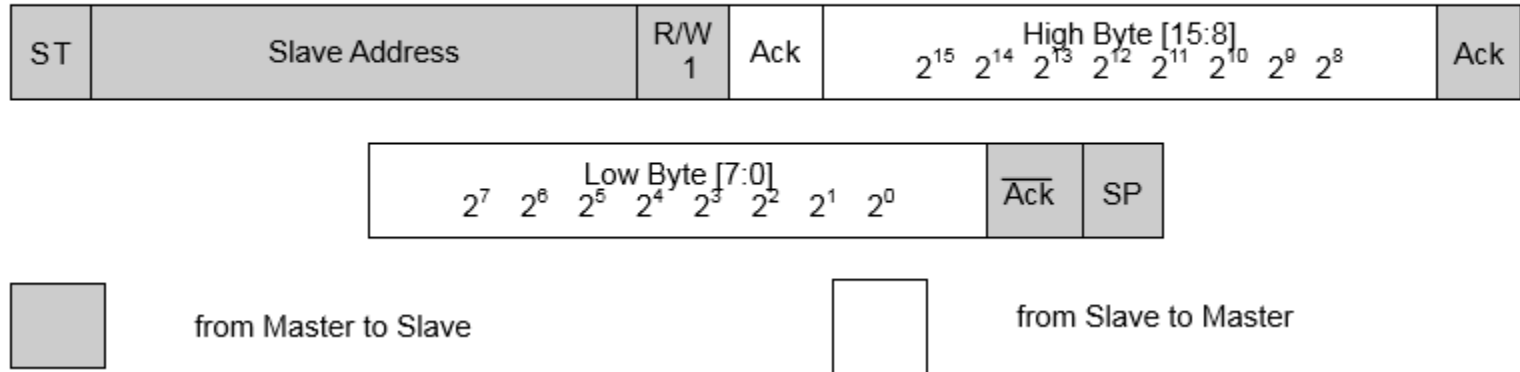 ST Slave Address R/W 1 Ack High Byte [15:8] Ack
2¹⁵ 2¹⁴ 2¹³ 2¹² 2¹¹ 2¹⁰ 2⁹ 2⁸
Low Byte [7:0] A̅c̅k̅ SP
2⁷ 2⁶ 2⁵ 2⁴ 2³ 2² 2¹ 2⁰
from Master to Slave from Slave to Master